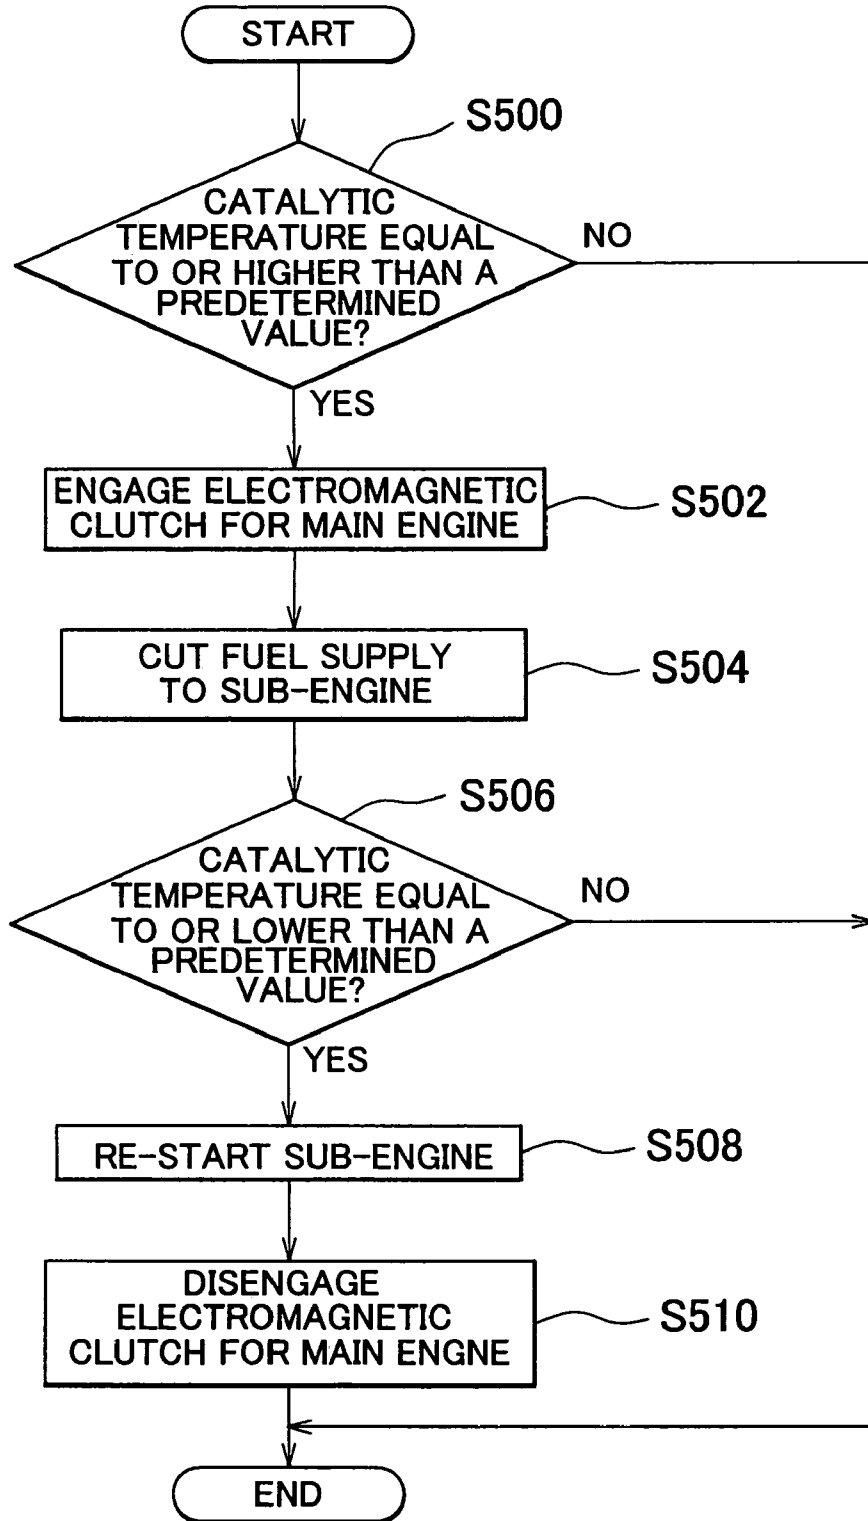 START
S500
CATALYTIC
TEMPERATURE EQUAL
TO OR HIGHER THAN A
PREDETERMINED
VALUE?
NO
YES
ENGAGE ELECTROMAGNETIC
CLUTCH FOR MAIN ENGINE
S502
CUT FUEL SUPPLY
TO SUB-ENGINE
S504
S506
CATALYTIC
TEMPERATURE EQUAL
TO OR LOWER THAN A
PREDETERMINED
VALUE?
NO
YES
RE-START SUB-ENGINE
S508
DISENGAGE
ELECTROMAGNETIC
CLUTCH FOR MAIN ENGNE
S510
END